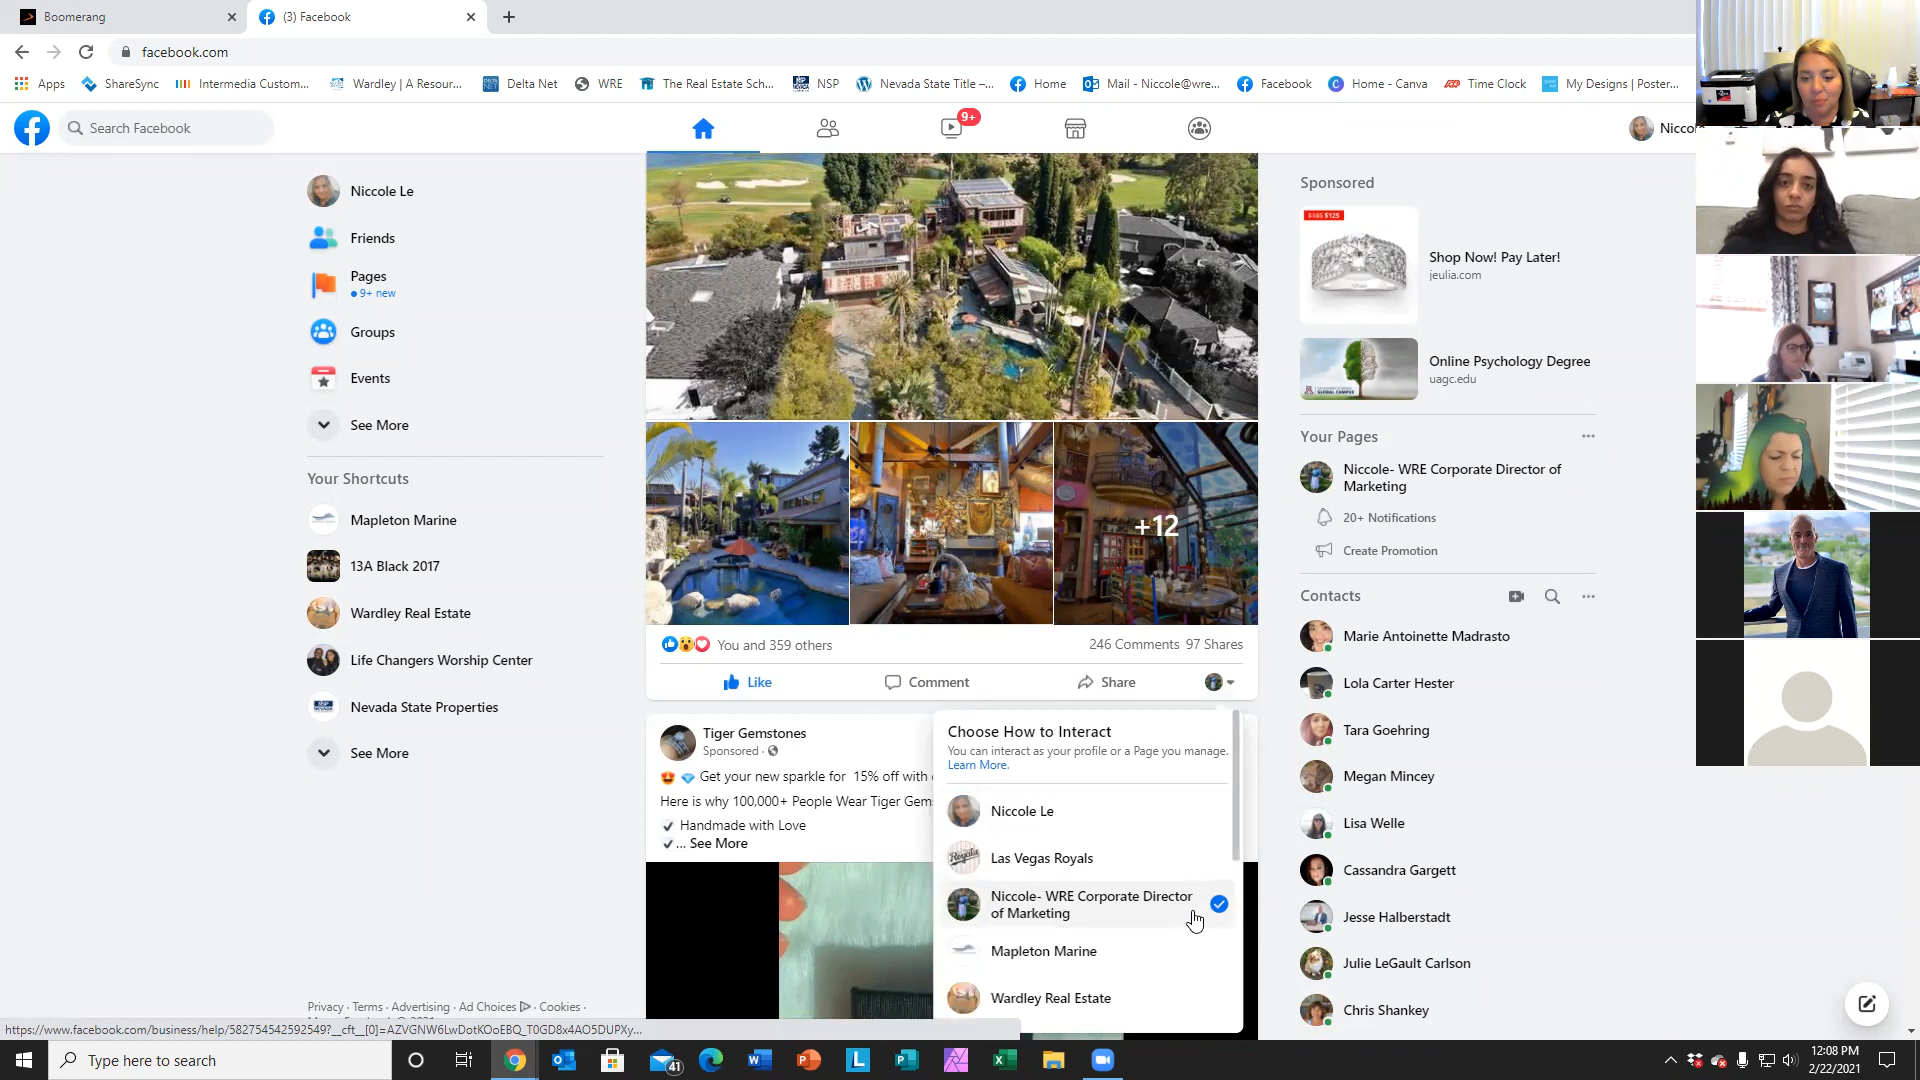 Boomerang
(3) Facebook
facebook.com
Apps
ShareSync
Intermedia Custom...
Wardley | A Resour...
Delta Net
WRE
The Real Estate Sch...
NSP
Nevada State Title –...
Home
Mail - Niccole@wre...
Facebook
Home - Canva
Time Clock
My Designs | Poster...
Search Facebook
9+
Niccole Le
Friends
Pages
9+ new
Groups
Events
See More
Your Shortcuts
Mapleton Marine
13A Black 2017
Wardley Real Estate
Life Changers Worship Center
Nevada State Properties
See More
Privacy · Terms · Advertising · Ad Choices · Cookies ·
+12
You and 359 others
246 Comments 97 Shares
Like
Comment
Share
Tiger Gemstones
Sponsored ·
Get your new sparkle for 15% off with
Here is why 100,000+ People Wear Tiger Gem
Handmade with Love
... See More
Choose How to Interact
You can interact as your profile or a Page you manage.
Learn More.
Niccole Le
Las Vegas Royals
Niccole- WRE Corporate Director
of Marketing
Mapleton Marine
Wardley Real Estate
Sponsored
$185 $125
Shop Now! Pay Later!
jeulia.com
Online Psychology Degree
uagc.edu
Your Pages
Niccole- WRE Corporate Director of
Marketing
20+ Notifications
Create Promotion
Contacts
Marie Antoinette Madrasto
Lola Carter Hester
Tara Goehring
Megan Mincey
Lisa Welle
Cassandra Gargett
Jesse Halberstadt
Julie LeGault Carlson
Chris Shankey
https://www.facebook.com/business/help/582754542592549?__cft__[0]=AZVGNW6LwDotKOoEBQ_T0GD8x4AO5DUPXy...
Type here to search
41
12:08 PM
2/22/2021